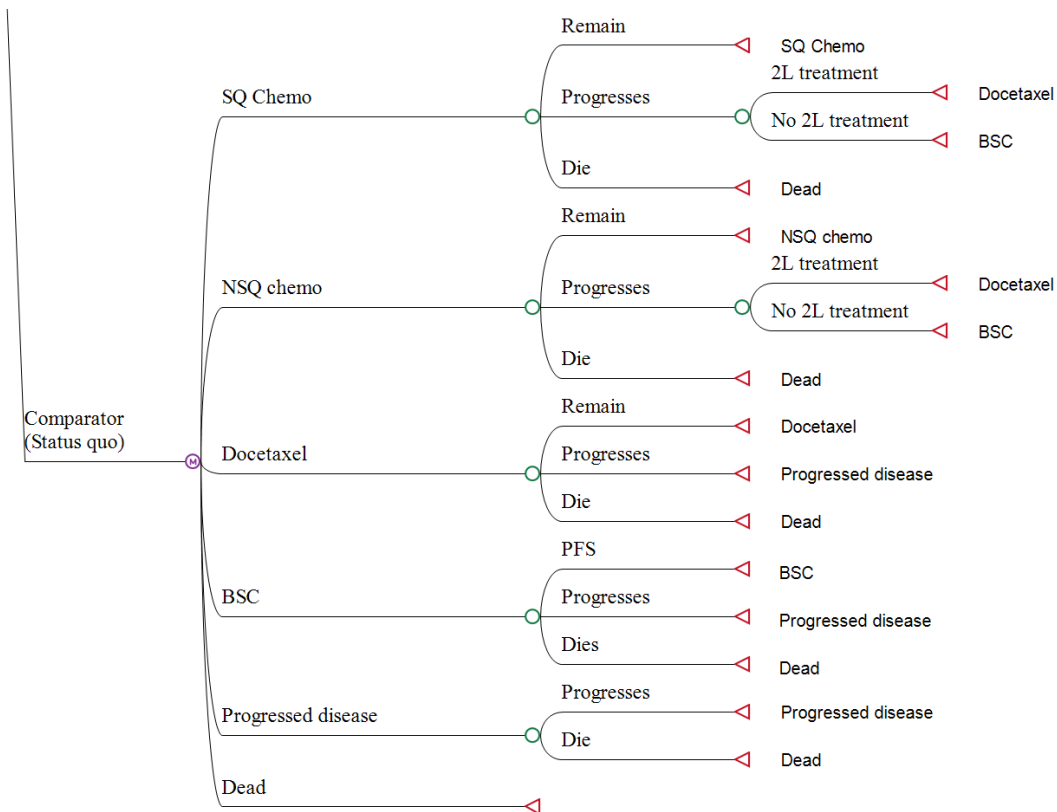 Remain
SQ Chemo
2L treatment
SQ Chemo
Progresses
Docetaxel
No 2L treatment
BSC
Die
Dead
Remain
NSQ chemo
2L treatment
NSQ chemo
Progresses
Docetaxel
No 2L treatment
BSC
Die
Dead
Comparator
(Status quo)
M
Remain
Docetaxel
Docetaxel
Progresses
Progressed disease
Die
Dead
PFS
BSC
BSC
Progresses
Progressed disease
Dies
Dead
Progresses
Progressed disease
Progressed disease
Die
Dead
Dead